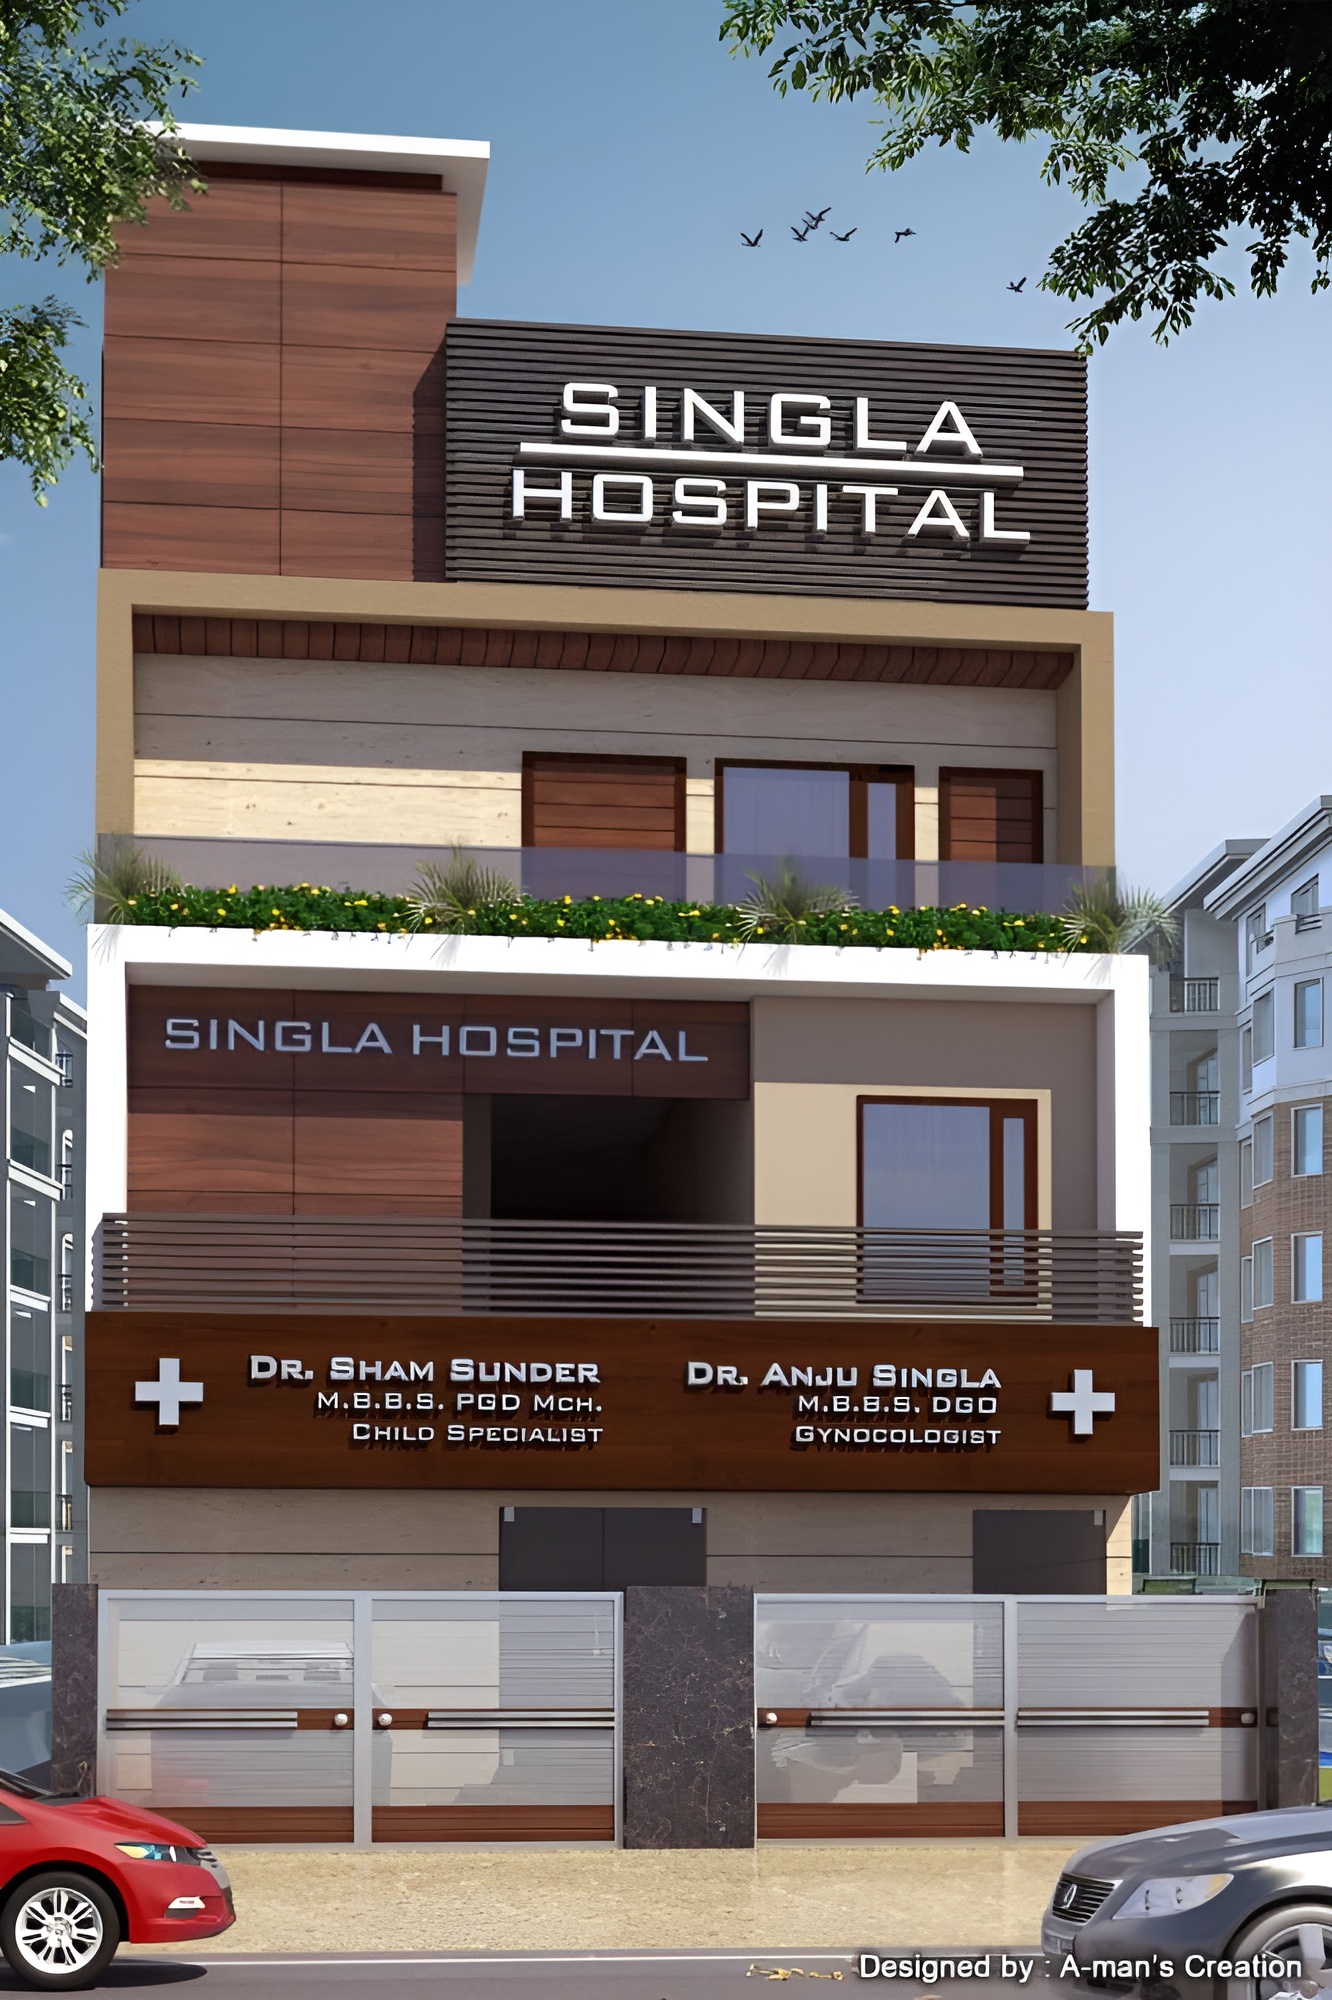 SINGLA
HOSPITAL
SINGLA HOSPITAL
DR. SHAM SUNDER
M.B.B.S. PGD MCH.
CHILD SPECIALIST
DR. ANJU SINGLA
M.B.B.S. DGO
GYNOCOLOGIST
Designed by : A-man's Creation